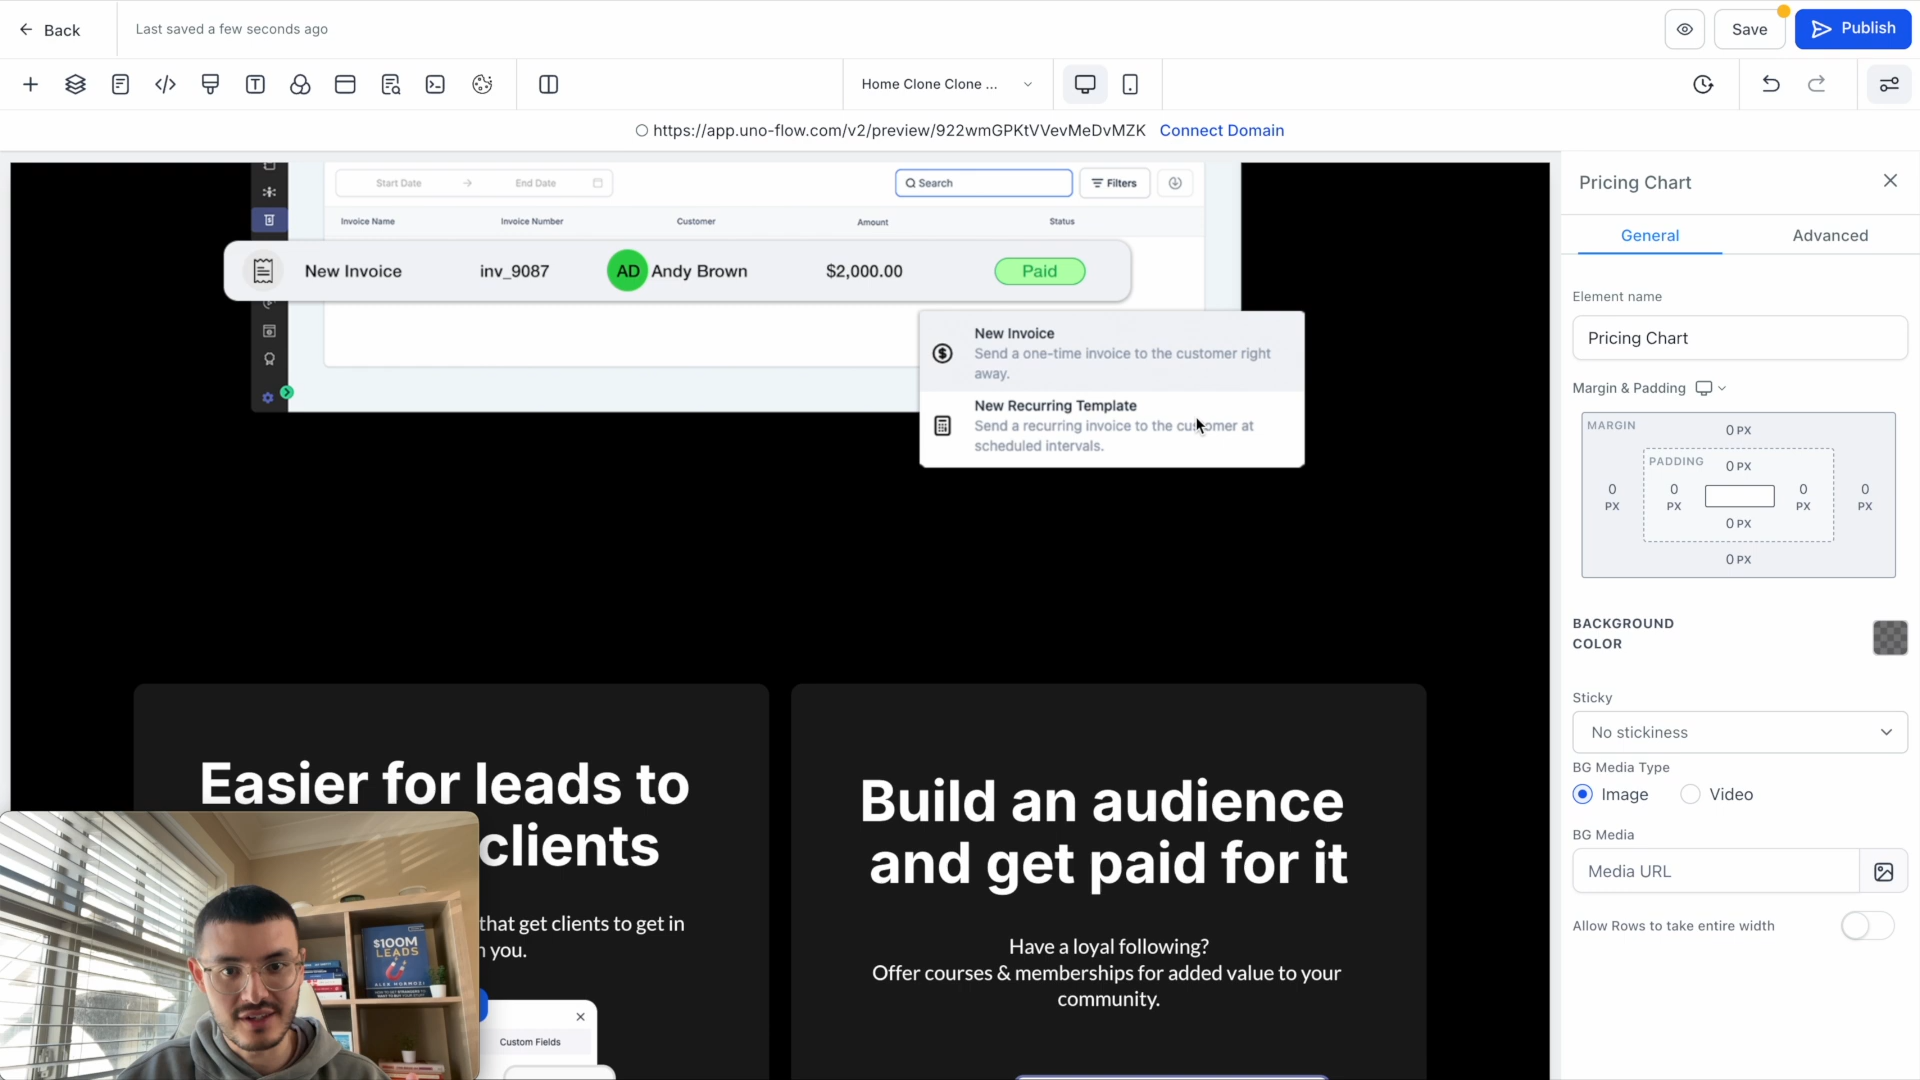 Back
Last saved a few seconds ago
Save
Publish
Home Clone Clone ...
https://app.uno-flow.com/v2/preview/922wmGPKtVVevMeDvMZK Connect Domain
Start Date
End Date
Search
Filters
Invoice Name
Invoice Number
Customer
Amount
Status
New Invoice
inv_9087
AD
Andy Brown
$2,000.00
Paid
New Invoice
Send a one-time invoice to the customer right
away.
New Recurring Template
Send a recurring invoice to the customer at
scheduled intervals.
Easier for leads to
clients
that get clients to get in
you.
Custom Fields
Build an audience
and get paid for it
Have a loyal following?
Offer courses & memberships for added value to your
community.
$100M
LEADS
ALEX HORMOZI
Pricing Chart
General
Advanced
Element name
Pricing Chart
Margin & Padding
MARGIN
0 PX
PADDING
0 PX
0
PX
0
PX
0
PX
0
PX
0 PX
0 PX
BACKGROUND
COLOR
Sticky
No stickiness
BG Media Type
Image
Video
BG Media
Media URL
Allow Rows to take entire width